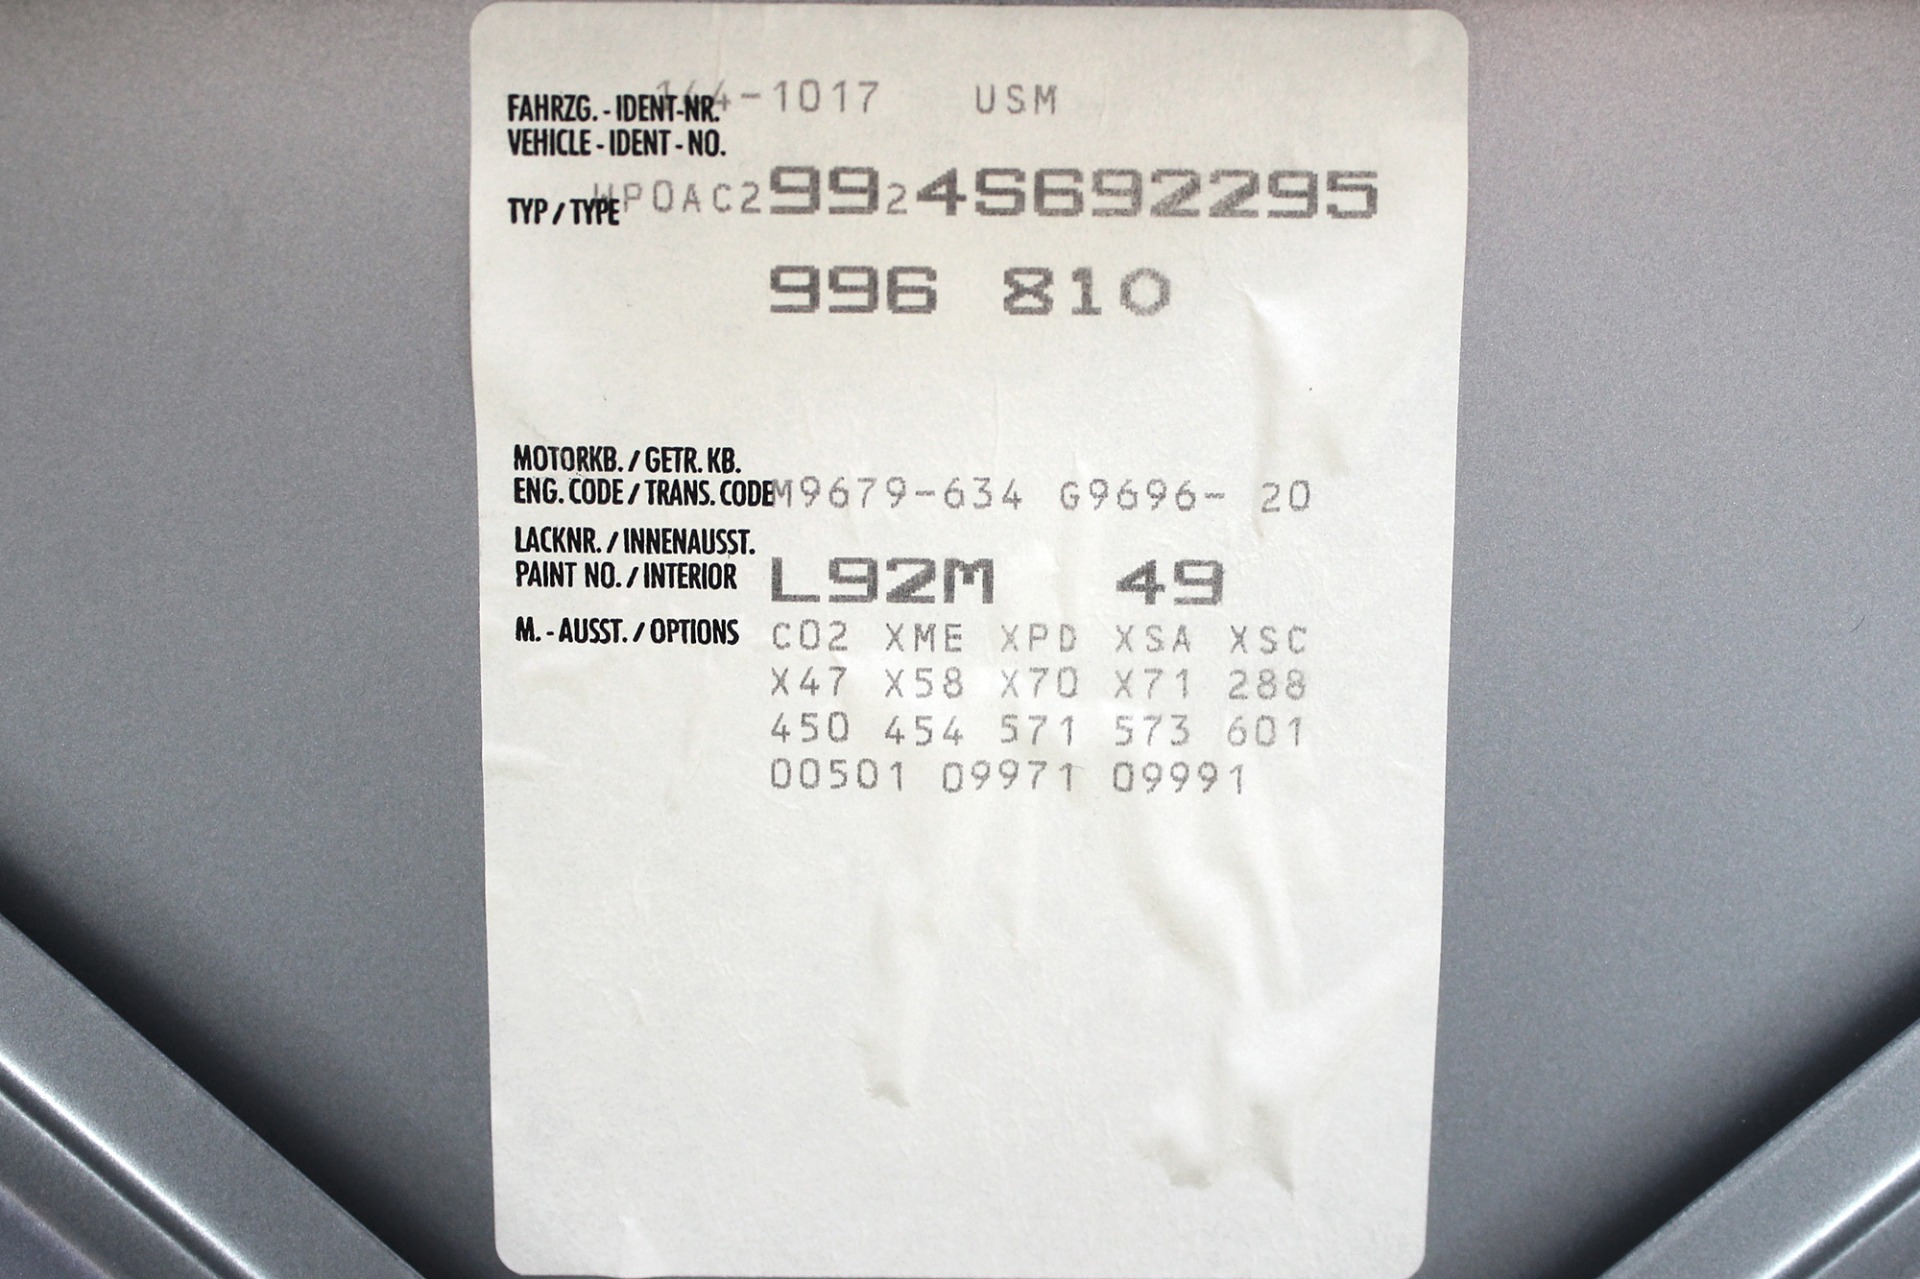 164-1017 USM
FAHRZG.-IDENT-NR.
VEHICLE-IDENT-NO.
WP0AC29924S692295
TYP/TYPE
996 810
MOTORKB./GETR.KB.
ENG.CODE/TRANS.CODE M9679-634 G9696- 20
LACKNR./INNENAUSST.
PAINT NO./INTERIOR L92M 49
M.-AUSST./OPTIONS C02 XME XPD XSA XSC
X47 X58 X70 X71 288
450 454 571 573 601
00501 09971 09991